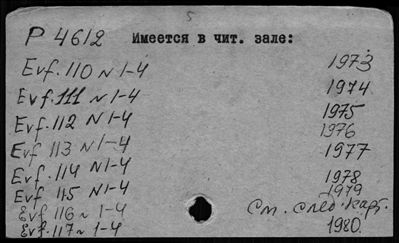 5
P 4612 Имеется в чит. зале:
Evf. 110 N 1-4 1973
Evf. 111 N 1-4 1974
Evf. 112 N 1-4 1975
1976
Evf 113 N 1-4 1977
Evf. 114 N 1-4 1978
Evf 115 N 1-4 1979
Evf 116 N 1-4 См. след. карт.
Evf. 117 N 1-4 1980.